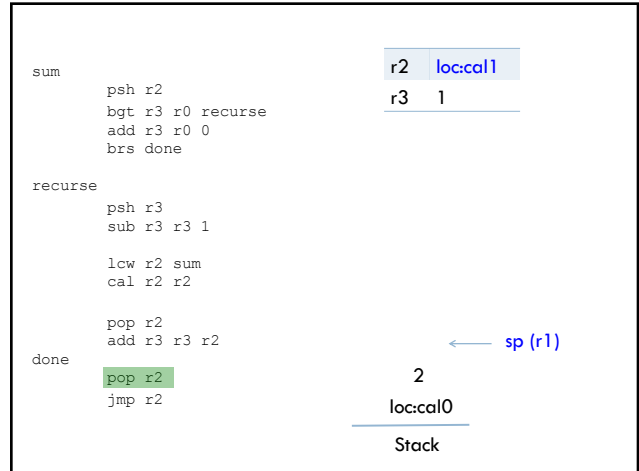 sum
psh r2
bgt r3 r0 recurse
add r3 r0 0
brs done
recurse
psh r3
sub r3 r3 1
lcw r2 sum
cal r2 r2
pop r2
add r3 r3 r2
done
pop r2
jmp r2
r2 loc:cal1
r3 1
sp (r1)
2
loc:cal0
Stack